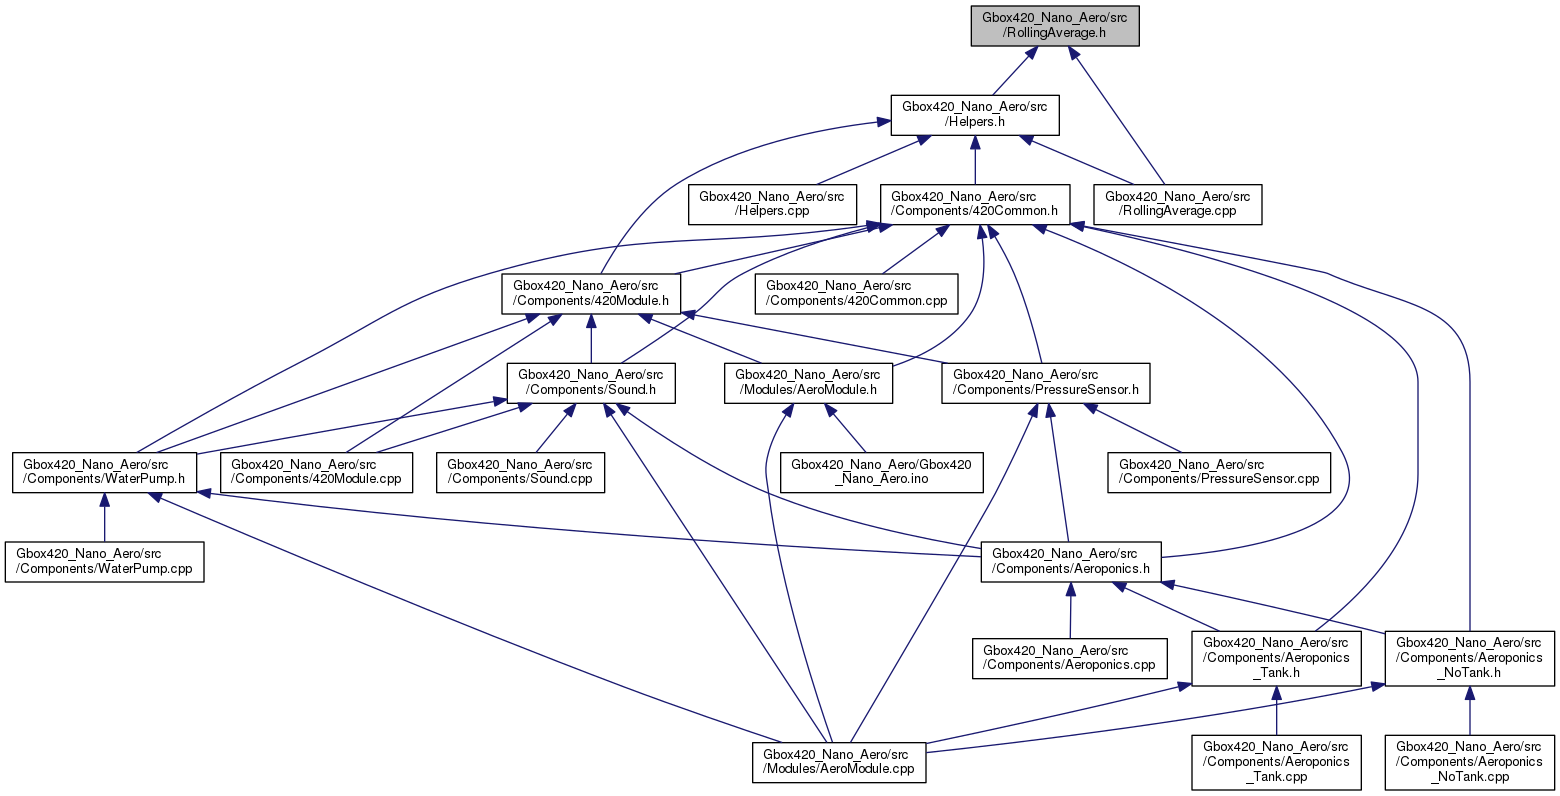 Gbox420_Nano_Aero/src
/RollingAverage.h
Gbox420_Nano_Aero/src
/Helpers.h
Gbox420_Nano_Aero/src
/Helpers.cpp
Gbox420_Nano_Aero/src
/Components/420Common.h
Gbox420_Nano_Aero/src
/RollingAverage.cpp
Gbox420_Nano_Aero/src
/Components/420Module.h
Gbox420_Nano_Aero/src
/Components/420Common.cpp
Gbox420_Nano_Aero/src
/Components/Sound.h
Gbox420_Nano_Aero/src
/Modules/AeroModule.h
Gbox420_Nano_Aero/src
/Components/PressureSensor.h
Gbox420_Nano_Aero/src
/Components/WaterPump.h
Gbox420_Nano_Aero/src
/Components/420Module.cpp
Gbox420_Nano_Aero/src
/Components/Sound.cpp
Gbox420_Nano_Aero/Gbox420
_Nano_Aero.ino
Gbox420_Nano_Aero/src
/Components/PressureSensor.cpp
Gbox420_Nano_Aero/src
/Components/WaterPump.cpp
Gbox420_Nano_Aero/src
/Components/Aeroponics.h
Gbox420_Nano_Aero/src
/Components/Aeroponics.cpp
Gbox420_Nano_Aero/src
/Components/Aeroponics
_Tank.h
Gbox420_Nano_Aero/src
/Components/Aeroponics
_NoTank.h
Gbox420_Nano_Aero/src
/Modules/AeroModule.cpp
Gbox420_Nano_Aero/src
/Components/Aeroponics
_Tank.cpp
Gbox420_Nano_Aero/src
/Components/Aeroponics
_NoTank.cpp